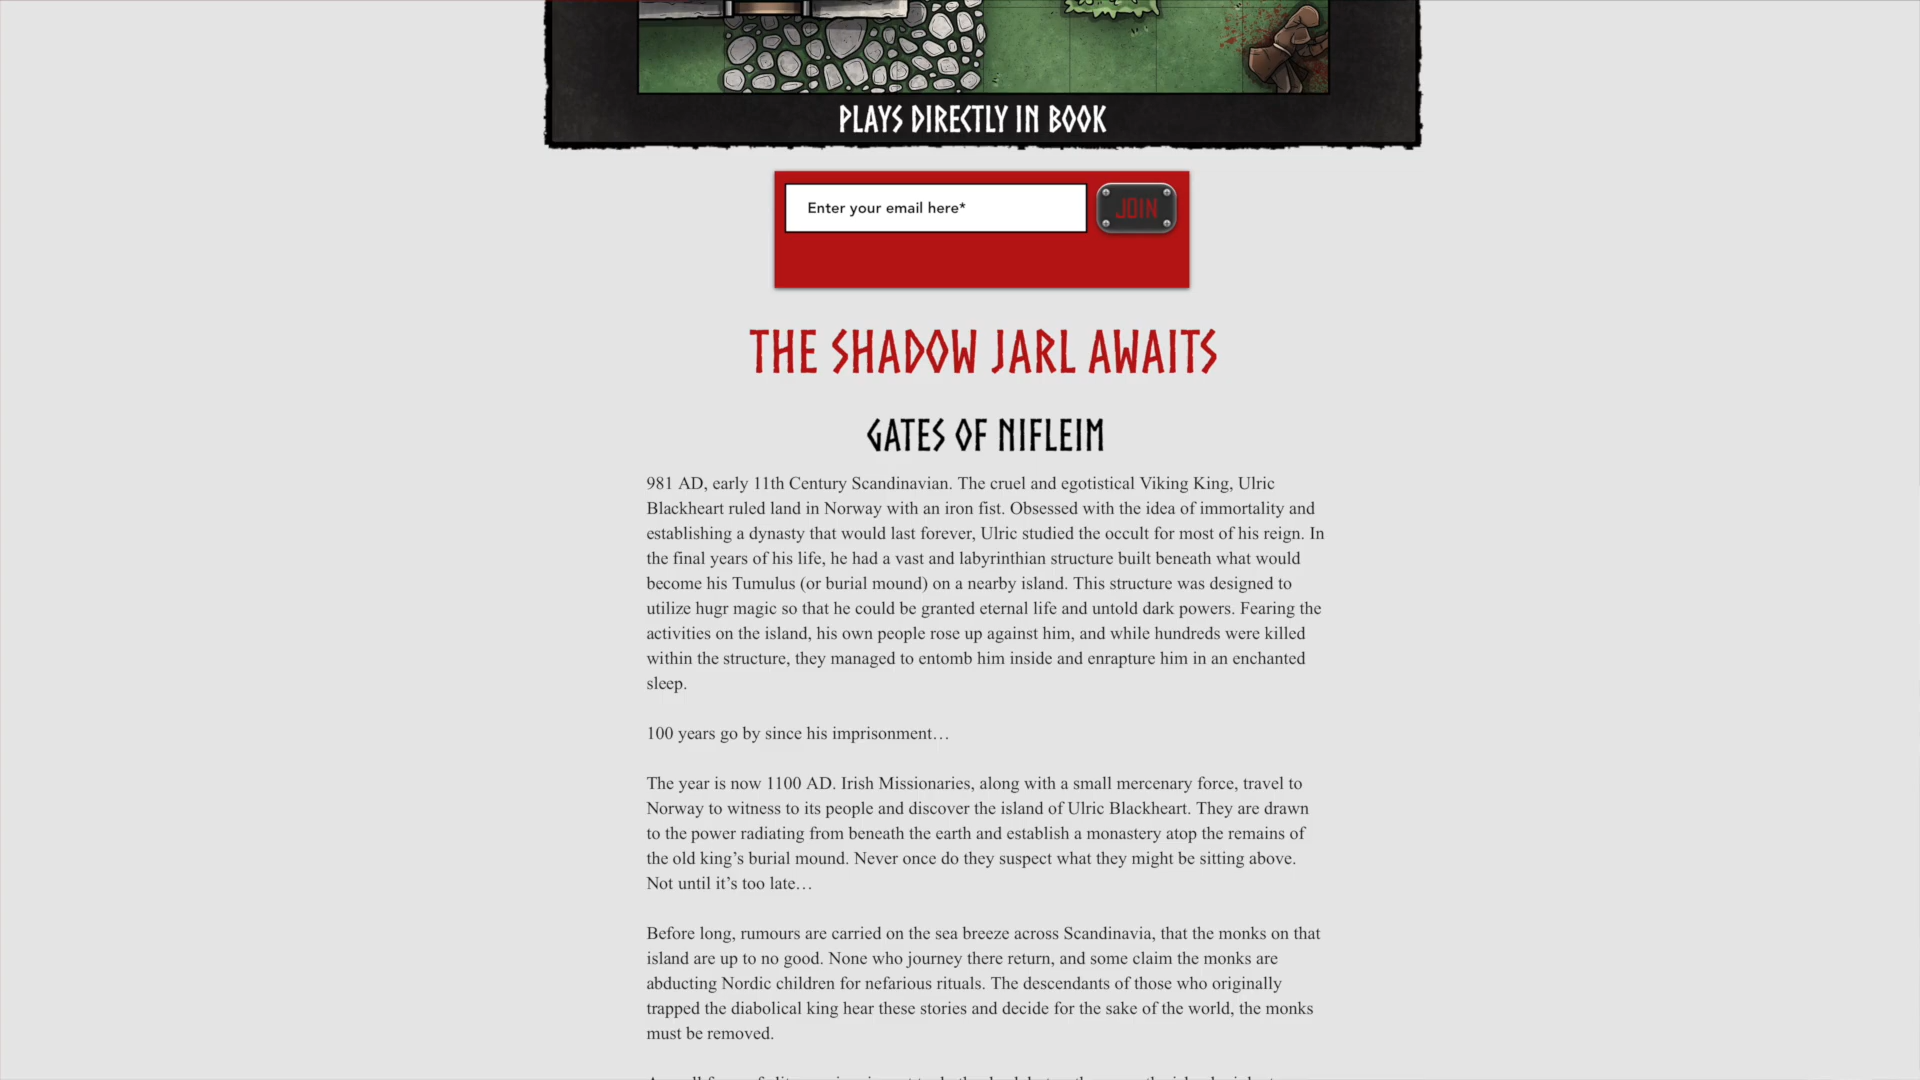 PLAYS DIRECTLY IN BOOK
Enter your email here*
JOIN
THE SHADOW JARL AWAITS
GATES OF NIFLEIM
981 AD, early 11th Century Scandinavian. The cruel and egotistical Viking King, Ulric
Blackheart ruled land in Norway with an iron fist. Obsessed with the idea of immortality and
establishing a dynasty that would last forever, Ulric studied the occult for most of his reign. In
the final years of his life, he had a vast and labyrinthian structure built beneath what would
become his Tumulus (or burial mound) on a nearby island. This structure was designed to
utilize hugr magic so that he could be granted eternal life and untold dark powers. Fearing the
activities on the island, his own people rose up against him, and while hundreds were killed
within the structure, they managed to entomb him inside and enrapture him in an enchanted
sleep.
100 years go by since his imprisonment…
The year is now 1100 AD. Irish Missionaries, along with a small mercenary force, travel to
Norway to witness to its people and discover the island of Ulric Blackheart. They are drawn
to the power radiating from beneath the earth and establish a monastery atop the remains of
the old king’s burial mound. Never once do they suspect what they might be sitting above.
Not until it’s too late…
Before long, rumours are carried on the sea breeze across Scandinavia, that the monks on that
island are up to no good. None who journey there return, and some claim the monks are
abducting Nordic children for nefarious rituals. The descendants of those who originally
trapped the diabolical king hear these stories and decide for the sake of the world, the monks
must be removed.